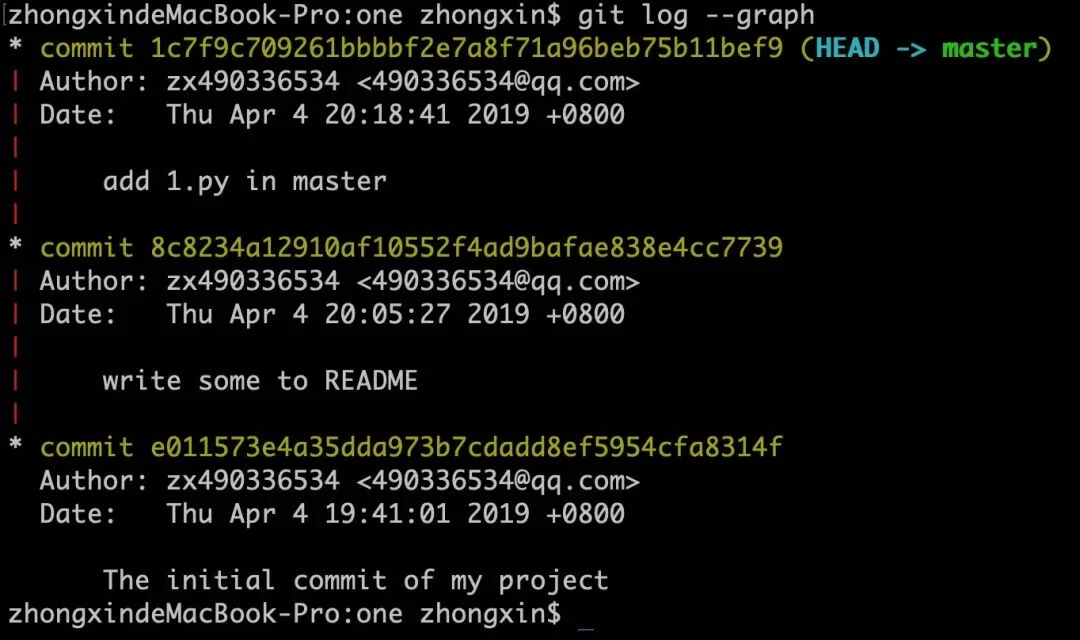 zhongxindeMacBook-Pro:one zhongxin$ git log --graph
* commit 1c7f9c709261bbbbf2e7a8f71a96beb75b11bef9 (HEAD -> master)
| Author: zx490336534 <490336534@qq.com>
| Date:   Thu Apr 4 20:18:41 2019 +0800
|
|     add 1.py in master
|
* commit 8c8234a12910af10552f4ad9bafae838e4cc7739
| Author: zx490336534 <490336534@qq.com>
| Date:   Thu Apr 4 20:05:27 2019 +0800
|
|     write some to README
|
* commit e011573e4a35dda973b7cdadd8ef5954cfa8314f
  Author: zx490336534 <490336534@qq.com>
  Date:   Thu Apr 4 19:41:01 2019 +0800

      The initial commit of my project
zhongxindeMacBook-Pro:one zhongxin$ _